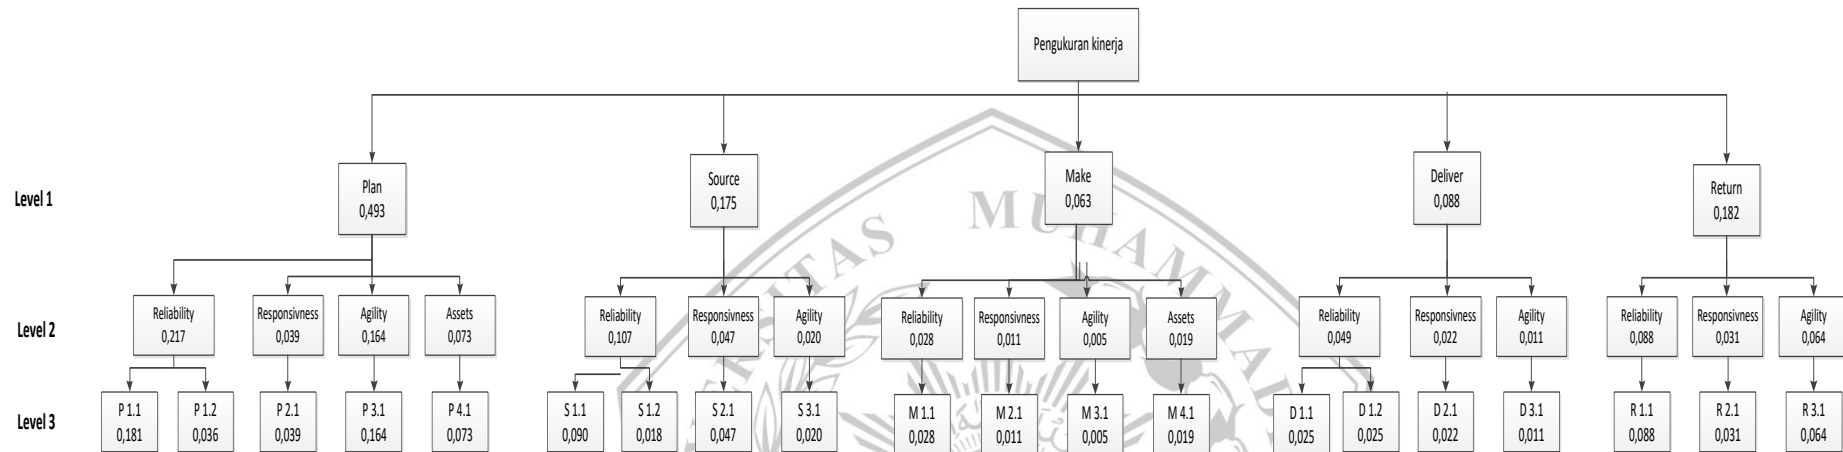 Pengukuran kinerja
Level 1
Plan
0,493
Source
0,175
Make
0,063
Deliver
0,088
Return
0,182
Level 2
Reliability
0,217
Responsivness
0,039
Agility
0,164
Assets
0,073
Reliability
0,107
Responsivness
0,047
Agility
0,020
Reliability
0,028
Responsivness
0,011
Agility
0,005
Assets
0,019
Reliability
0,049
Responsivness
0,022
Agility
0,011
Reliability
0,088
Responsivness
0,031
Agility
0,064
Level 3
P 1.1
0,181
P 1.2
0,036
P 2.1
0,039
P 3.1
0,164
P 4.1
0,073
S 1.1
0,090
S 1.2
0,018
S 2.1
0,047
S 3.1
0,020
M 1.1
0,028
M 2.1
0,011
M 3.1
0,005
M 4.1
0,019
D 1.1
0,025
D 1.2
0,025
D 2.1
0,022
D 3.1
0,011
R 1.1
0,088
R 2.1
0,031
R 3.1
0,064